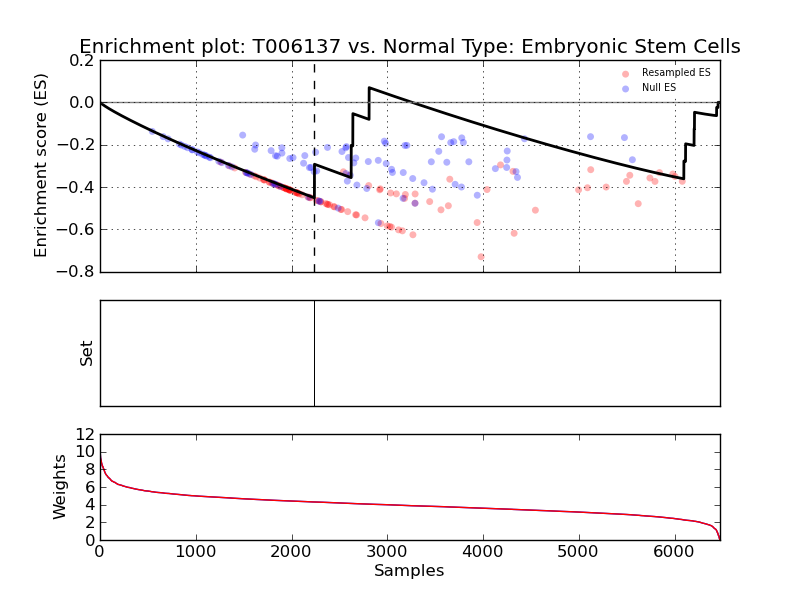 Enrichment plot: T006137 vs. Normal Type: Embryonic Stem Cells
Enrichment score (ES)
0.2
0.0
−0.2
−0.4
−0.6
−0.8
Resampled ES
Null ES
Set
Weights
12
10
8
6
4
2
0
0 1000 2000 3000 4000 5000 6000
Samples